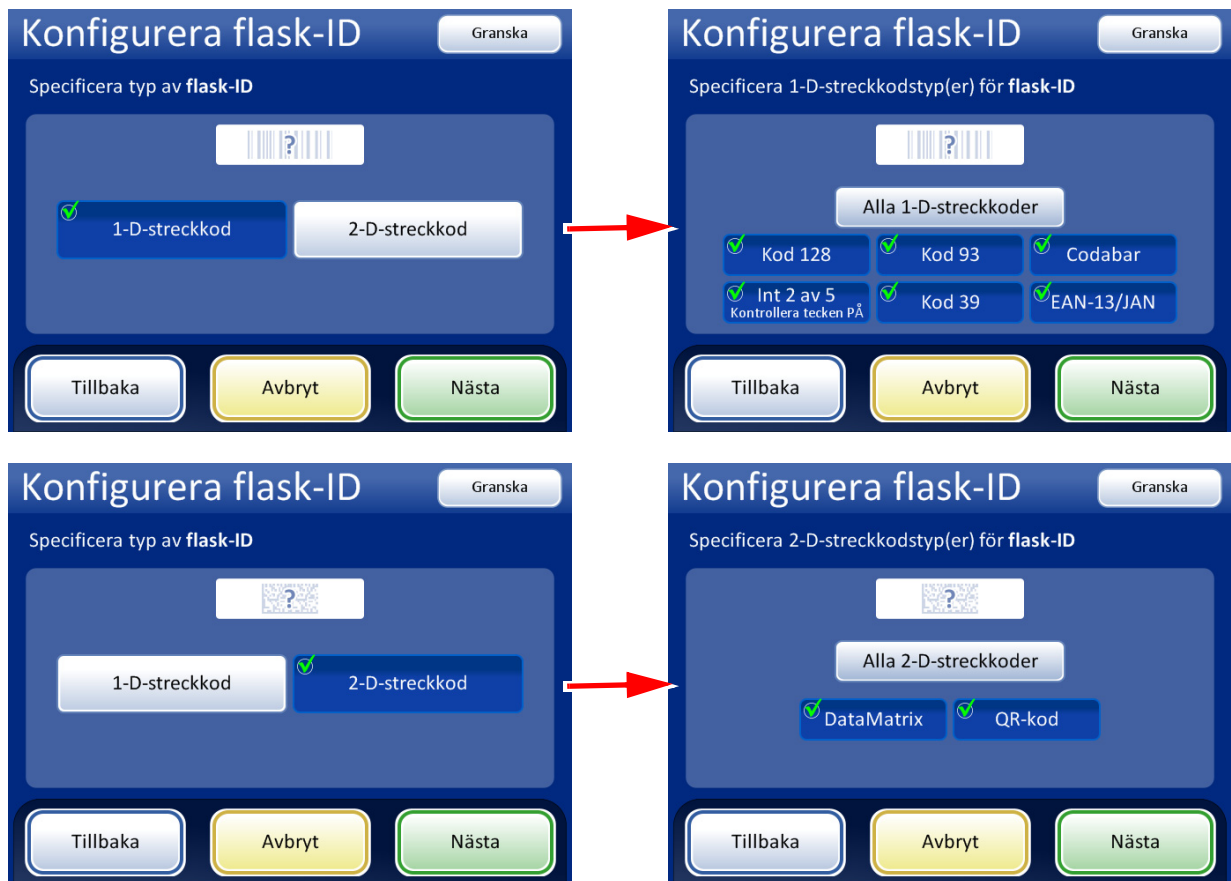 Konfigurera flask-ID
Granska
Specificera typ av flask-ID
?
1-D-streckkod
2-D-streckkod
Tillbaka
Avbryt
Nästa
Konfigurera flask-ID
Granska
Specificera 1-D-streckkodstyp(er) för flask-ID
?
Alla 1-D-streckkoder
Kod 128
Kod 93
Codabar
Int 2 av 5
Kontrollera tecken PÅ
Kod 39
EAN-13/JAN
Tillbaka
Avbryt
Nästa
Konfigurera flask-ID
Granska
Specificera typ av flask-ID
?
1-D-streckkod
2-D-streckkod
Tillbaka
Avbryt
Nästa
Konfigurera flask-ID
Granska
Specificera 2-D-streckkodstyp(er) för flask-ID
?
Alla 2-D-streckkoder
DataMatrix
QR-kod
Tillbaka
Avbryt
Nästa